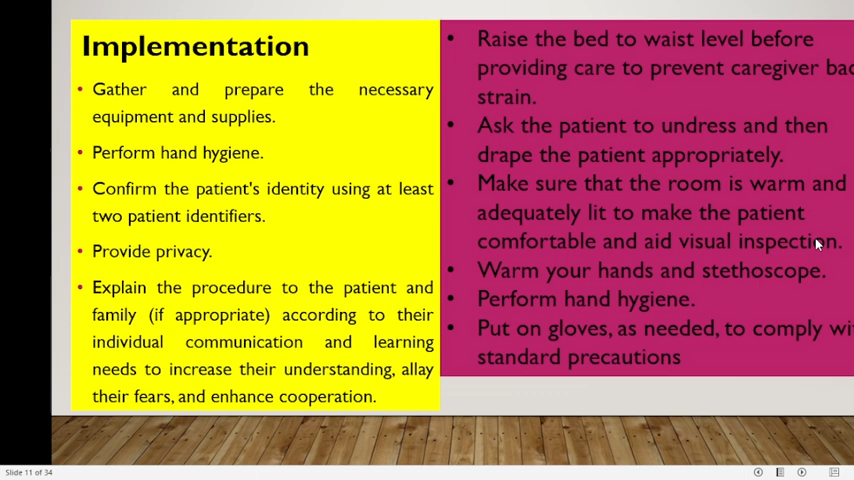 Implementation
• Gather and prepare the necessary
equipment and supplies.
• Perform hand hygiene.
• Confirm the patient's identity using at least
two patient identifiers.
• Provide privacy.
• Explain the procedure to the patient and
family (if appropriate) according to their
individual communication and learning
needs to increase their understanding, allay
their fears, and enhance cooperation.
• Raise the bed to waist level before
providing care to prevent caregiver bac
strain.
• Ask the patient to undress and then
drape the patient appropriately.
• Make sure that the room is warm and
adequately lit to make the patient
comfortable and aid visual inspection.
• Warm your hands and stethoscope.
• Perform hand hygiene.
• Put on gloves, as needed, to comply wi
standard precautions
Slide 11 of 34